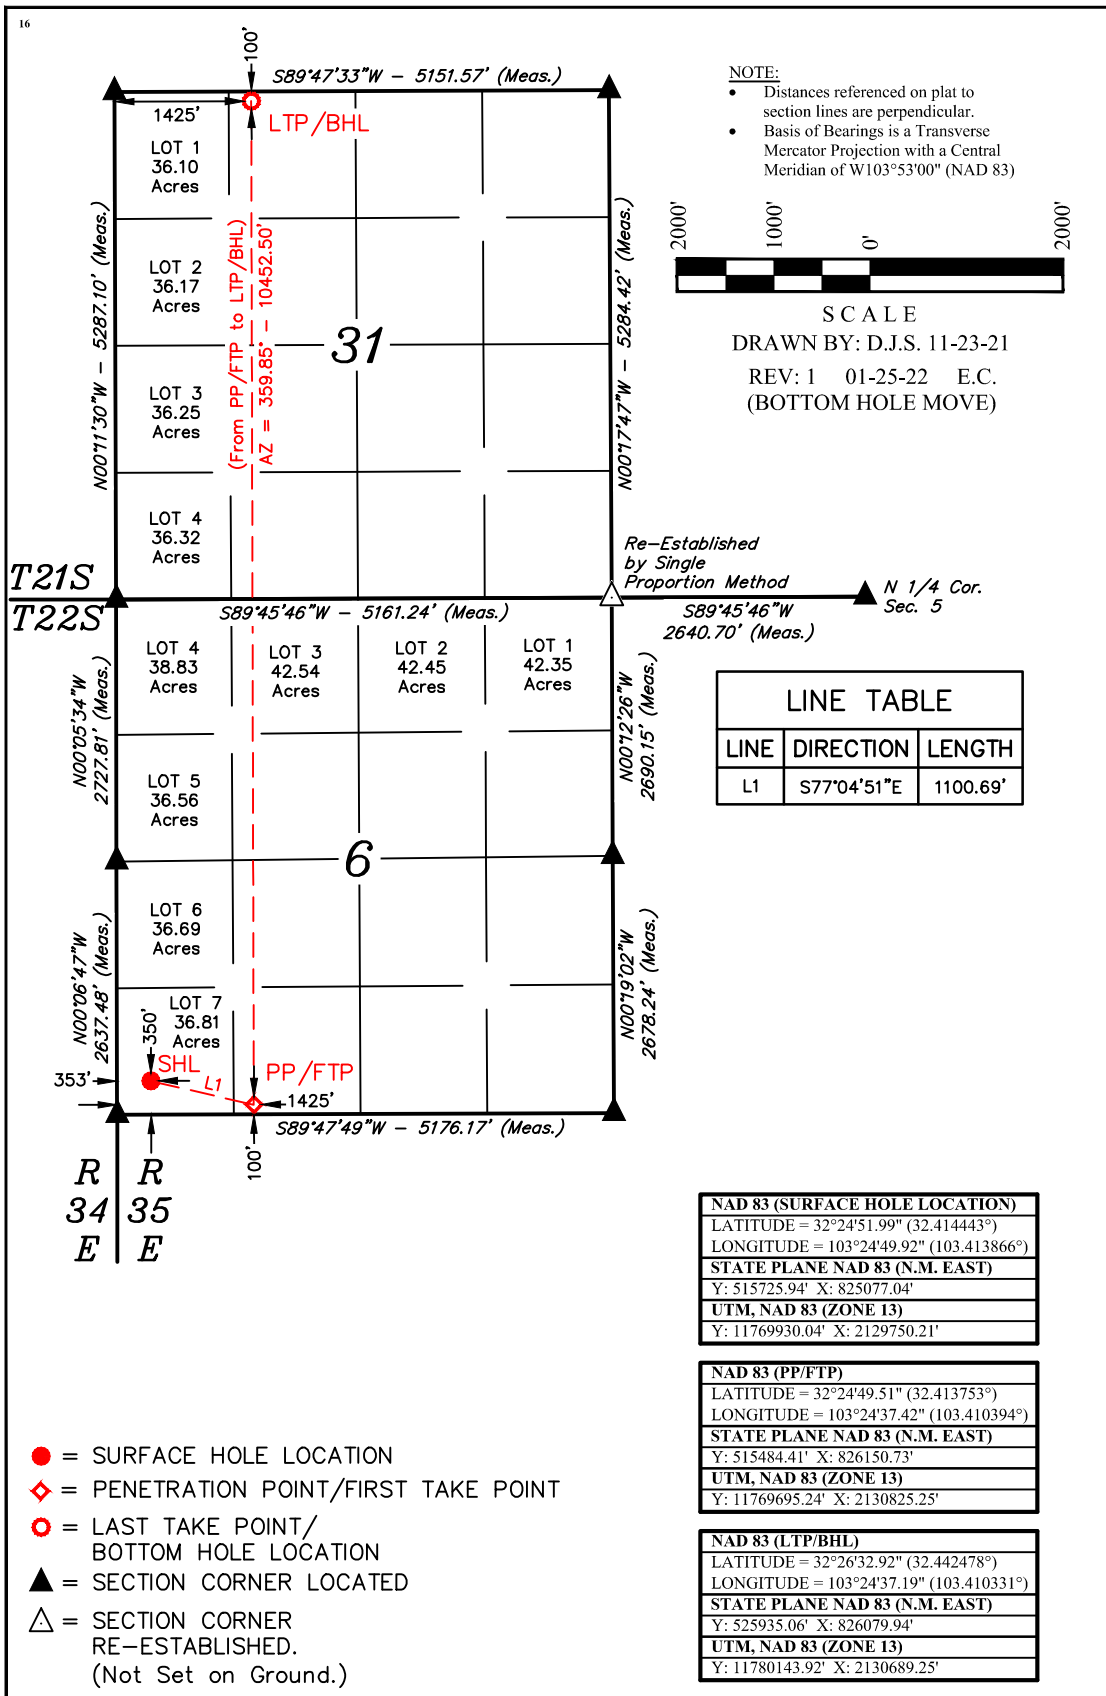 16
100'
S89°47'33"W - 5151.57' (Meas.)
1425'
LTP/BHL
LOT 1
36.10
Acres
LOT 2
36.17
Acres
LOT 3
36.25
Acres
LOT 4
36.32
Acres
31
(From PP/FTP to LTP/BHL)
AZ = 359.85° - 10452.50'
N00°11'30"W - 5287.10' (Meas.)
N00°17'47"W - 5284.42' (Meas.)
T21S
T22S
S89°45'46"W - 5161.24' (Meas.)
Re-Established
by Single
Proportion Method
S89°45'46"W
2640.70' (Meas.)
N 1/4 Cor.
Sec. 5
LOT 4
38.83
Acres
LOT 3
42.54
Acres
LOT 2
42.45
Acres
LOT 1
42.35
Acres
N00°05'34"W
2727.81' (Meas.)
N00°12'26"W
2690.15' (Meas.)
LOT 5
36.56
Acres
6
LOT 6
36.69
Acres
N00°06'47"W
2637.48' (Meas.)
N00°19'02"W
2678.24' (Meas.)
LOT 7
36.81
Acres
350'
SHL
353'
L1
PP/FTP
1425'
S89°47'49"W - 5176.17' (Meas.)
100'
R R
34 35
E E
NOTE:
• Distances referenced on plat to
section lines are perpendicular.
• Basis of Bearings is a Transverse
Mercator Projection with a Central
Meridian of W103°53'00" (NAD 83)
2000' 1000' 0' 2000'
SCALE
DRAWN BY: D.J.S. 11-23-21
REV: 1 01-25-22 E.C.
(BOTTOM HOLE MOVE)
LINE TABLE
LINE DIRECTION LENGTH
L1 S77°04'51"E 1100.69'
NAD 83 (SURFACE HOLE LOCATION)
LATITUDE = 32°24'51.99" (32.414443°)
LONGITUDE = 103°24'49.92" (103.413866°)
STATE PLANE NAD 83 (N.M. EAST)
Y: 515725.94' X: 825077.04'
UTM, NAD 83 (ZONE 13)
Y: 11769930.04' X: 2129750.21'
NAD 83 (PP/FTP)
LATITUDE = 32°24'49.51" (32.413753°)
LONGITUDE = 103°24'37.42" (103.410394°)
STATE PLANE NAD 83 (N.M. EAST)
Y: 515484.41' X: 826150.73'
UTM, NAD 83 (ZONE 13)
Y: 11769695.24' X: 2130825.25'
NAD 83 (LTP/BHL)
LATITUDE = 32°26'32.92" (32.442478°)
LONGITUDE = 103°24'37.19" (103.410331°)
STATE PLANE NAD 83 (N.M. EAST)
Y: 525935.06' X: 826079.94'
UTM, NAD 83 (ZONE 13)
Y: 11780143.92' X: 2130689.25'
= SURFACE HOLE LOCATION
= PENETRATION POINT/FIRST TAKE POINT
= LAST TAKE POINT/
BOTTOM HOLE LOCATION
= SECTION CORNER LOCATED
= SECTION CORNER
RE-ESTABLISHED.
(Not Set on Ground.)